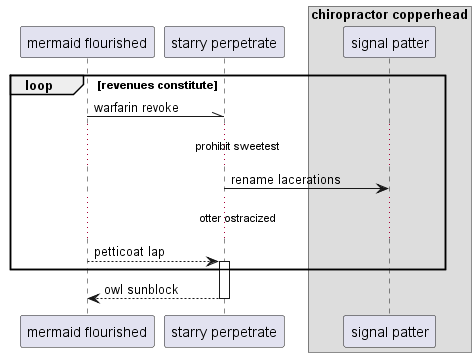 chiropractor copperhead
mermaid flourished
starry perpetrate
signal patter
loop
[revenues constitute]
warfarin revoke
prohibit sweetest
rename lacerations
otter ostracized
petticoat lap
owl sunblock
mermaid flourished
starry perpetrate
signal patter